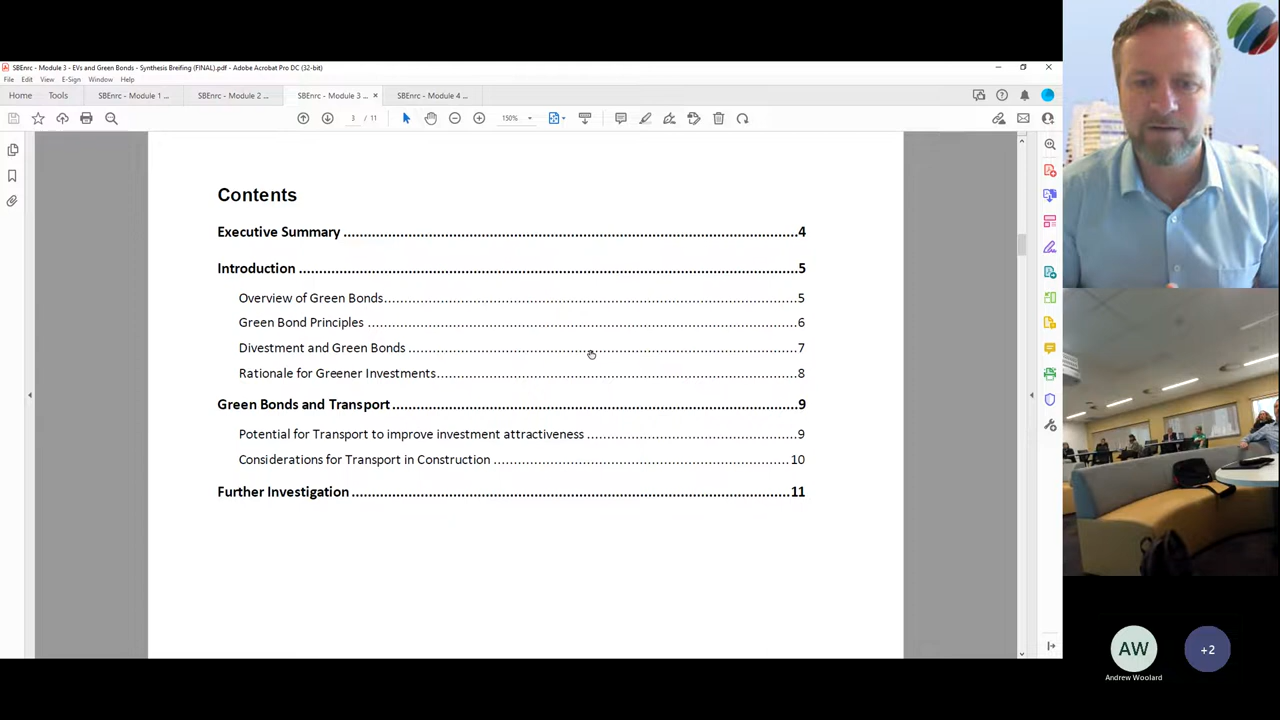 SBEnrc - Module 3 - EVs and Green Bonds - Synthesis Breifing (FINAL).pdf - Adobe Acrobat Pro DC (32-bit)
File Edit View E-Sign Window Help
Home Tools SBEnrc - Module 1 ... SBEnrc - Module 2 ... SBEnrc - Module 3 ... × SBEnrc - Module 4 ...
3 / 11 150%
Contents
Executive Summary 4
Introduction 5
Overview of Green Bonds 5
Green Bond Principles 6
Divestment and Green Bonds 7
Rationale for Greener Investments 8
Green Bonds and Transport 9
Potential for Transport to improve investment attractiveness 9
Considerations for Transport in Construction 10
Further Investigation 11
AW
+2
Andrew Woolard